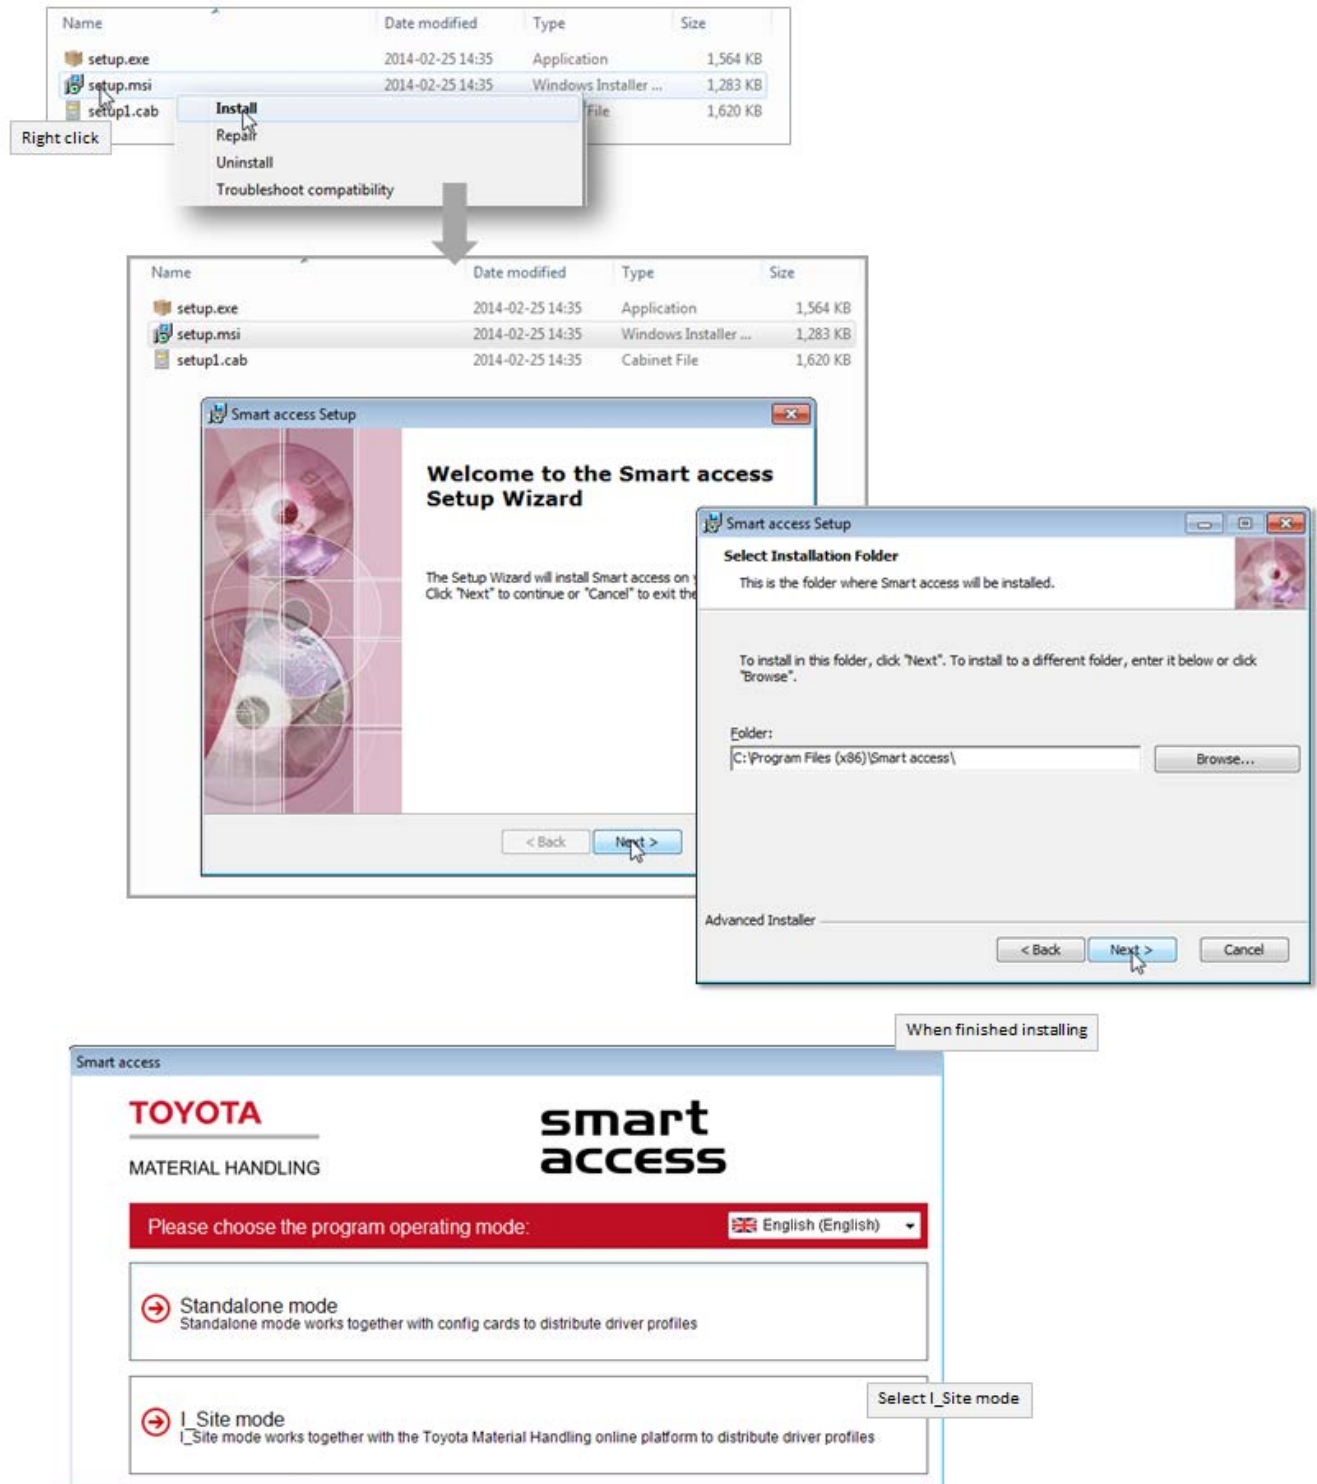 Name Date modified Type Size
setup.exe 2014-02-25 14:35 Application 1,564 KB
setup.msi 2014-02-25 14:35 Windows Installer ... 1,283 KB
setup1.cab File 1,620 KB
Right click
Install
Repair
Uninstall
Troubleshoot compatibility
Name Date modified Type Size
setup.exe 2014-02-25 14:35 Application 1,564 KB
setup.msi 2014-02-25 14:35 Windows Installer ... 1,283 KB
setup1.cab 2014-02-25 14:35 Cabinet File 1,620 KB
Smart access Setup
Welcome to the Smart access
Setup Wizard
The Setup Wizard will install Smart access on
Click "Next" to continue or "Cancel" to exit the
< Back Next >
Smart access Setup
Select Installation Folder
This is the folder where Smart access will be installed.
To install in this folder, click "Next". To install to a different folder, enter it below or click
"Browse".
Folder:
C:\Program Files (x86)\Smart access\ Browse...
Advanced Installer
< Back Next > Cancel
When finished installing
Smart access
TOYOTA
MATERIAL HANDLING
smart
access
Please choose the program operating mode: English (English)
Standalone mode
Standalone mode works together with config cards to distribute driver profiles
Select I_Site mode
I_Site mode
I_Site mode works together with the Toyota Material Handling online platform to distribute driver profiles